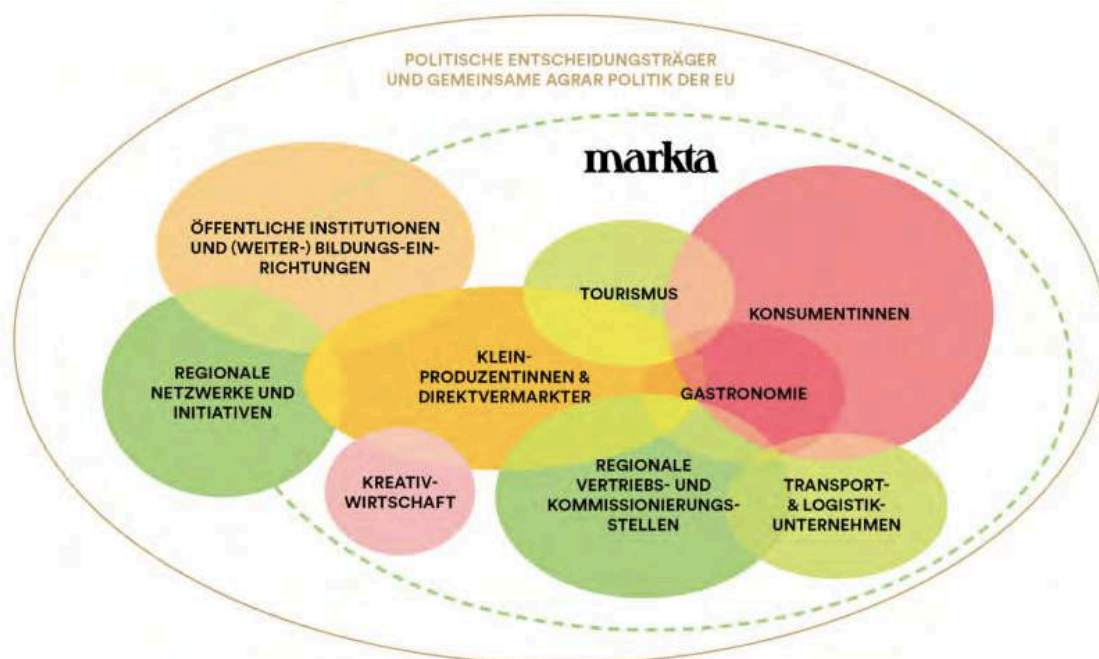 POLITISCHE ENTSCHEIDUNGSTRÄGER
UND GEMEINSAME AGRAR POLITIK DER EU
markta
ÖFFENTLICHE INSTITUTIONEN
UND (WEITER-) BILDUNGS-EIN-
RICHTUNGEN
TOURISMUS
KONSUMENTINNEN
REGIONALE
NETZWERKE UND
INITIATIVEN
KLEIN-
PRODUZENTINNEN &
DIREKTVERMARKTER
GASTRONOMIE
KREATIV-
WIRTSCHAFT
REGIONALE
VERTRIEBS- UND
KOMMISSIONIERUNGS-
STELLEN
TRANSPORT-
& LOGISTIK-
UNTERNEHMEN